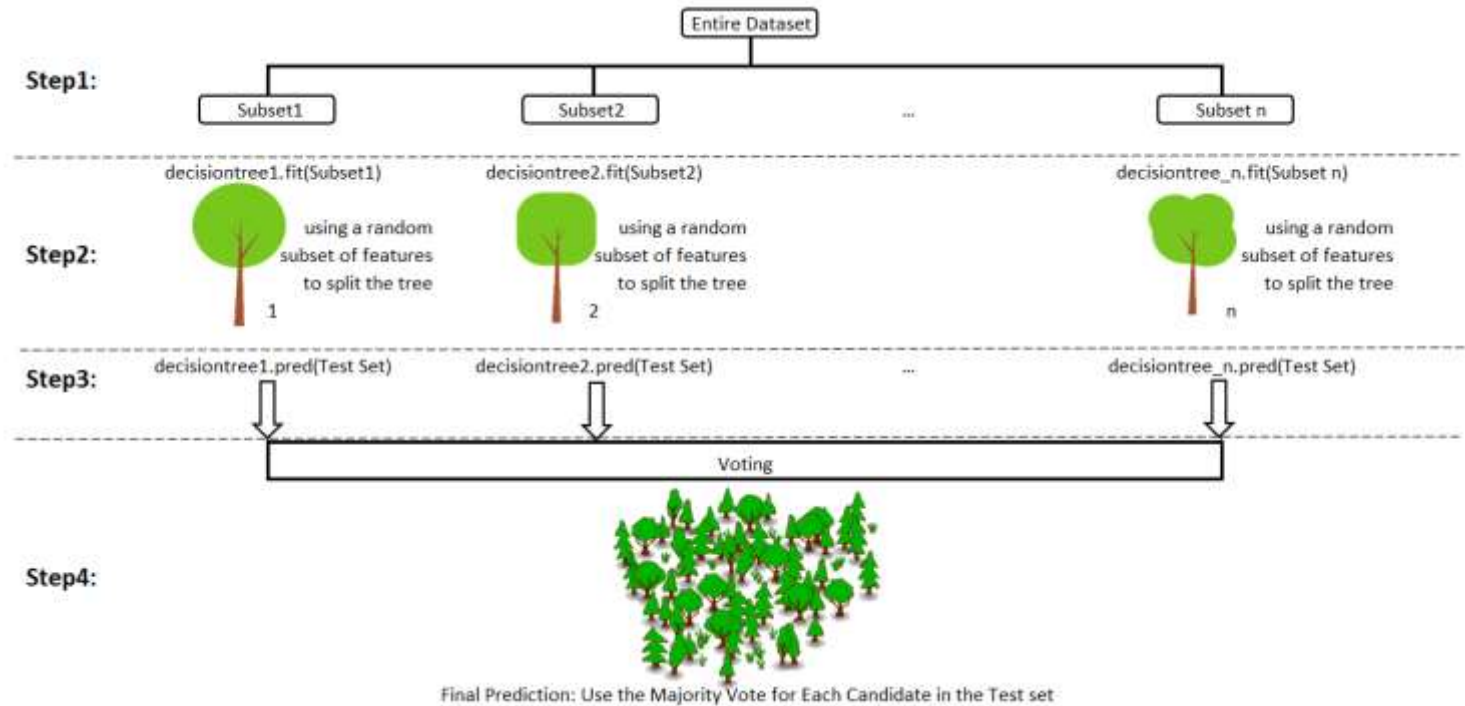 Entire Dataset
Step1:
Subset1
Subset2
...
Subset n
decisiontree1.fit(Subset1)
decisiontree2.fit(Subset2)
decisiontree_n.fit(Subset n)
Step2:
using a random
subset of features
to split the tree
1
using a random
subset of features
to split the tree
2
using a random
subset of features
to split the tree
n
Step3:
decisiontree1.pred(Test Set)
decisiontree2.pred(Test Set)
...
decisiontree_n.pred(Test Set)
Voting
Step4:
Final Prediction: Use the Majority Vote for Each Candidate in the Test set